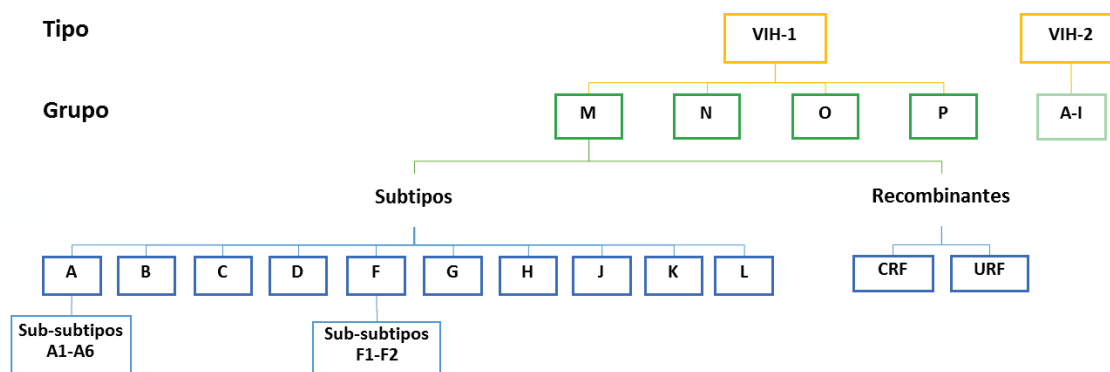 Tipo
VIH-1
VIH-2
Grupo
M
N
O
P
A-I
Subtipos
Recombinantes
A
B
C
D
F
G
H
J
K
L
CRF
URF
Sub-subtipos
A1-A6
Sub-subtipos
F1-F2